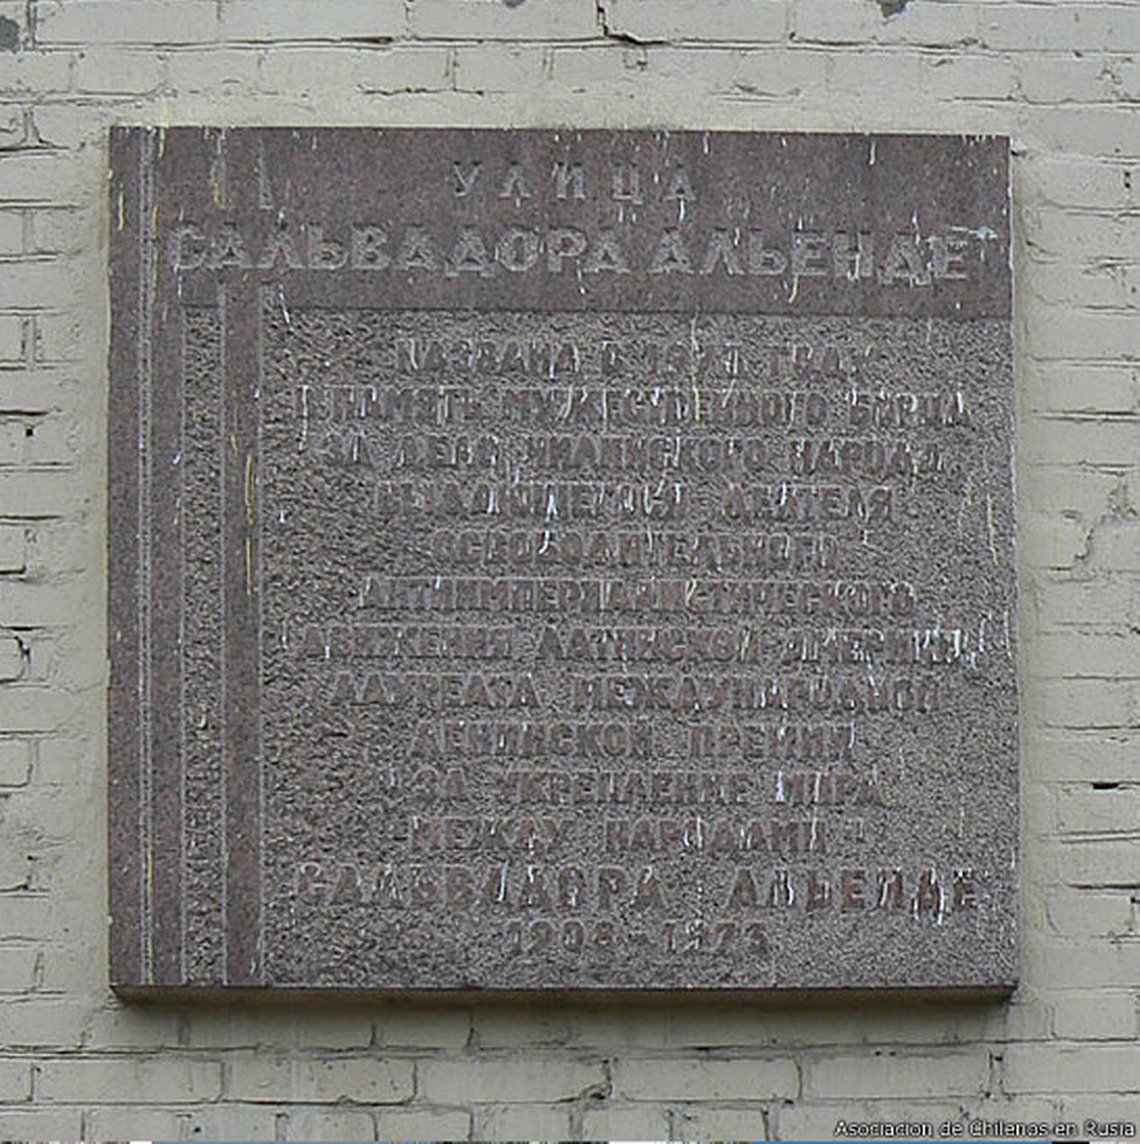 УЛИЦА
САЛЬВАДОРА АЛЬЕНДЕ
НАЗВАНА В 1973 ГОДУ
В ПАМЯТЬ МУЖЕСТВЕННОГО БОРЦА
ЗА ДЕЛО ЧИЛИЙСКОГО НАРОДА
ВЫДАЮЩЕГОСЯ ДЕЯТЕЛЯ
ОСВОБОДИТЕЛЬНОГО
АНТИИМПЕРИАЛИСТИЧЕСКОГО
ДВИЖЕНИЯ ЛАТИНСКОЙ АМЕРИКИ
ЛАУРЕАТА МЕЖДУНАРОДНОЙ
ЛЕНИНСКОЙ ПРЕМИИ
"ЗА УКРЕПЛЕНИЕ МИРА
МЕЖДУ НАРОДАМИ"
САЛЬВАДОРА АЛЬЕНДЕ
1908-1973
Asociacion de Chilenos en Rusia